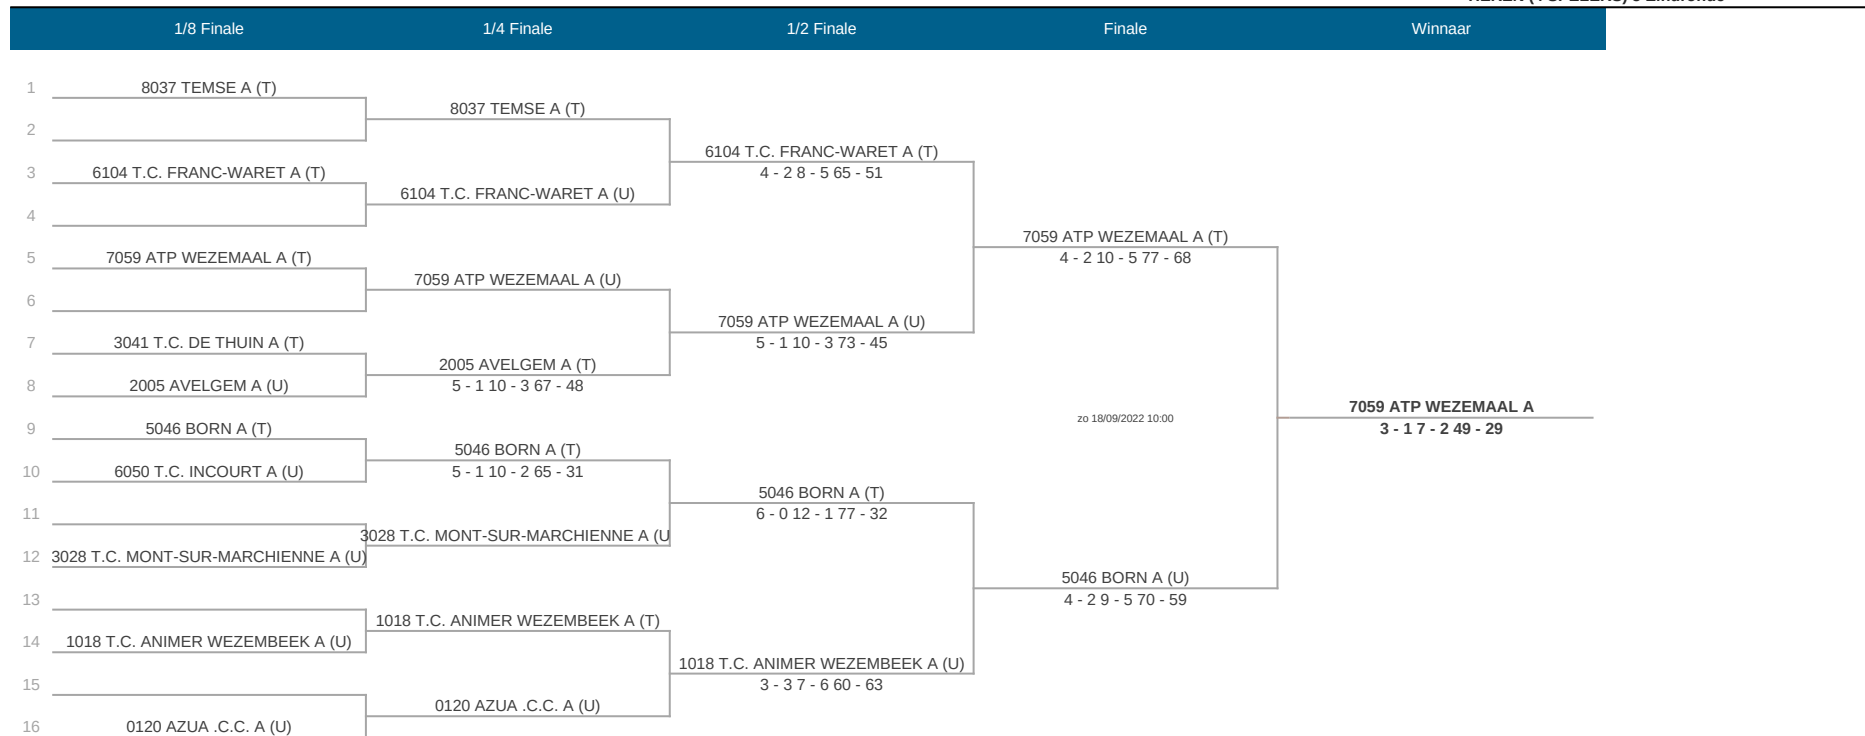 1/8 Finale 1/4 Finale 1/2 Finale Finale Winnaar
1 8037 TEMSE A (T)
8037 TEMSE A (T)
2
6104 T.C. FRANC-WARET A (T)
3 6104 T.C. FRANC-WARET A (T)
4 - 2 8 - 5 65 - 51
6104 T.C. FRANC-WARET A (U)
4
7059 ATP WEZEMAAL A (T)
5 7059 ATP WEZEMAAL A (T)
4 - 2 10 - 5 77 - 68
7059 ATP WEZEMAAL A (U)
6
7059 ATP WEZEMAAL A (U)
7 3041 T.C. DE THUIN A (T)
5 - 1 10 - 3 73 - 45
2005 AVELGEM A (T)
8 2005 AVELGEM A (U)
5 - 1 10 - 3 67 - 48
7059 ATP WEZEMAAL A
zo 18/09/2022 10:00
9 5046 BORN A (T)
3 - 1 7 - 2 49 - 29
5046 BORN A (T)
10 6050 T.C. INCOURT A (U)
5 - 1 10 - 2 65 - 31
5046 BORN A (T)
11
6 - 0 12 - 1 77 - 32
3028 T.C. MONT-SUR-MARCHIENNE A (U
12 3028 T.C. MONT-SUR-MARCHIENNE A (U)
5046 BORN A (U)
13
4 - 2 9 - 5 70 - 59
1018 T.C. ANIMER WEZEMBEEK A (T)
14 1018 T.C. ANIMER WEZEMBEEK A (U)
1018 T.C. ANIMER WEZEMBEEK A (U)
15
3 - 3 7 - 6 60 - 63
0120 AZUA .C.C. A (U)
16 0120 AZUA .C.C. A (U)